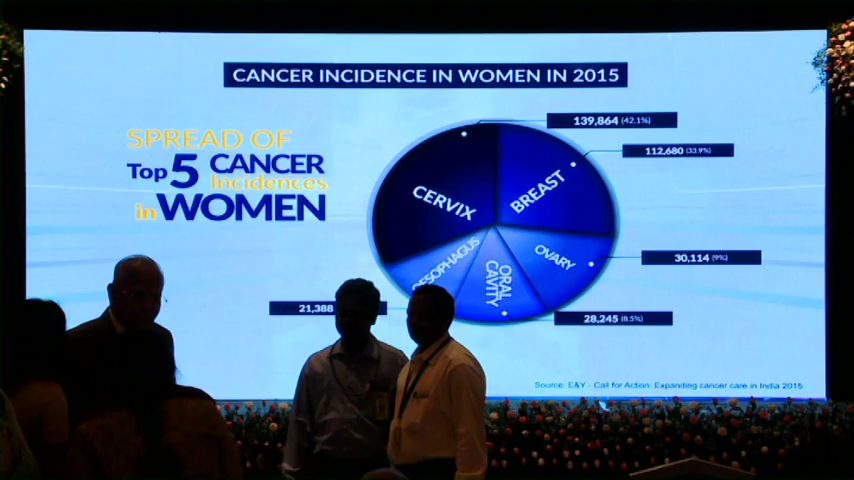 CANCER INCIDENCE IN WOMEN IN 2015
SPREAD OF
Top 5 CANCER
Incidences
in WOMEN
139,864 (42.1%)
112,680 (33.9%)
CERVIX
BREAST
OVARY
30,114 (9%)
OESOPHAGUS
ORAL
CAVITY
21,388
28,245 (8.5%)
Source: E&Y - Call for Action: Expanding cancer care in India 2015